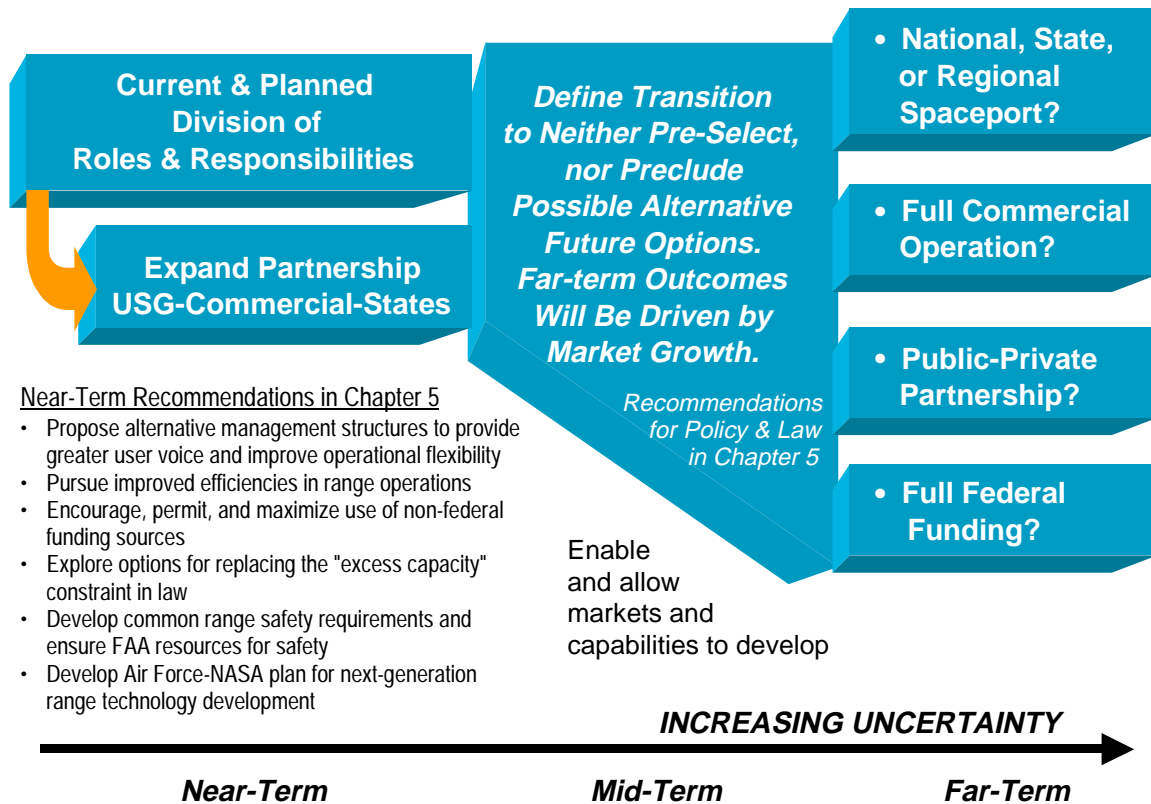 Current & Planned
Division of
Roles & Responsibilities
Expand Partnership
USG-Commercial-States
Define Transition
to Neither Pre-Select,
nor Preclude
Possible Alternative
Future Options.
Far-term Outcomes
Will Be Driven by
Market Growth.
Recommendations
for Policy & Law
in Chapter 5
• National, State,
or Regional
Spaceport?
• Full Commercial
Operation?
• Public-Private
Partnership?
• Full Federal
Funding?
Near-Term Recommendations in Chapter 5
• Propose alternative management structures to provide
greater user voice and improve operational flexibility
• Pursue improved efficiencies in range operations
• Encourage, permit, and maximize use of non-federal
funding sources
• Explore options for replacing the "excess capacity"
constraint in law
• Develop common range safety requirements and
ensure FAA resources for safety
• Develop Air Force-NASA plan for next-generation
range technology development
Enable
and allow
markets and
capabilities to develop
INCREASING UNCERTAINTY
Near-Term
Mid-Term
Far-Term